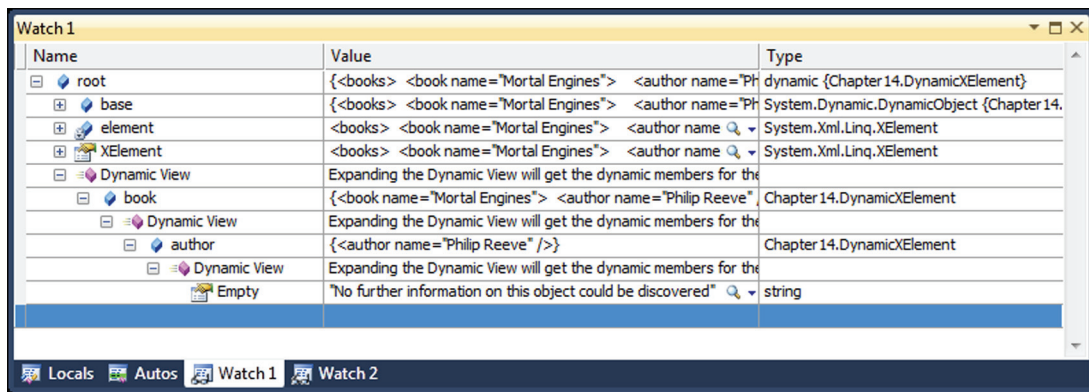 Watch 1
Name Value Type
root {<books> <book name="Mortal Engines"> <author name="Ph dynamic {Chapter14.DynamicXElement}
base {<books> <book name="Mortal Engines"> <author name="Ph System.Dynamic.DynamicObject {Chapter14.
element <books> <book name="Mortal Engines"> <author name System.Xml.Linq.XElement
XElement <books> <book name="Mortal Engines"> <author name System.Xml.Linq.XElement
Dynamic View Expanding the Dynamic View will get the dynamic members for the
book {<book name="Mortal Engines"> <author name="Philip Reeve" / Chapter14.DynamicXElement
Dynamic View Expanding the Dynamic View will get the dynamic members for the
author {<author name="Philip Reeve" />} Chapter14.DynamicXElement
Dynamic View Expanding the Dynamic View will get the dynamic members for the
Empty "No further information on this object could be discovered" string
Locals Autos Watch 1 Watch 2